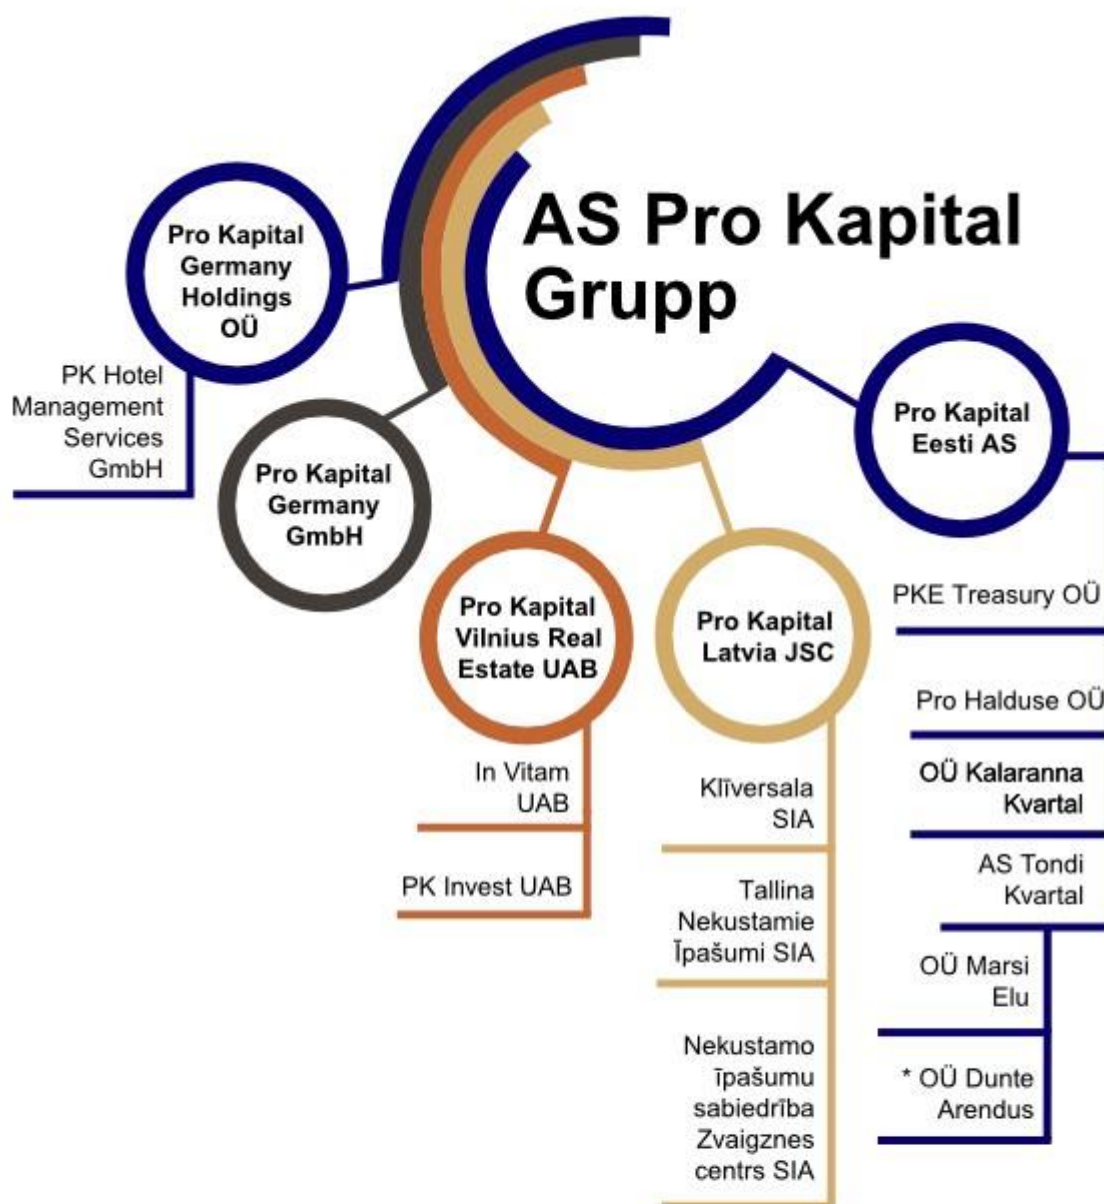 AS Pro Kapital
Grupp
Pro Kapital
Germany
Holdings
OÜ
PK Hotel
Management
Services
GmbH
Pro Kapital
Germany
GmbH
Pro Kapital
Vilnius Real
Estate UAB
In Vitam
UAB
PK Invest UAB
Pro Kapital
Latvia JSC
Klīversala
SIA
Tallina
Nekustamie
Īpašumi SIA
Nekustamo
īpašumu
sabiedrība
Zvaigznes
centrs SIA
Pro Kapital
Eesti AS
PKE Treasury OÜ
Pro Halduse OÜ
OÜ Kalaranna
Kvartal
AS Tondi
Kvartal
OÜ Marsi
Elu
* OÜ Dunte
Arendus